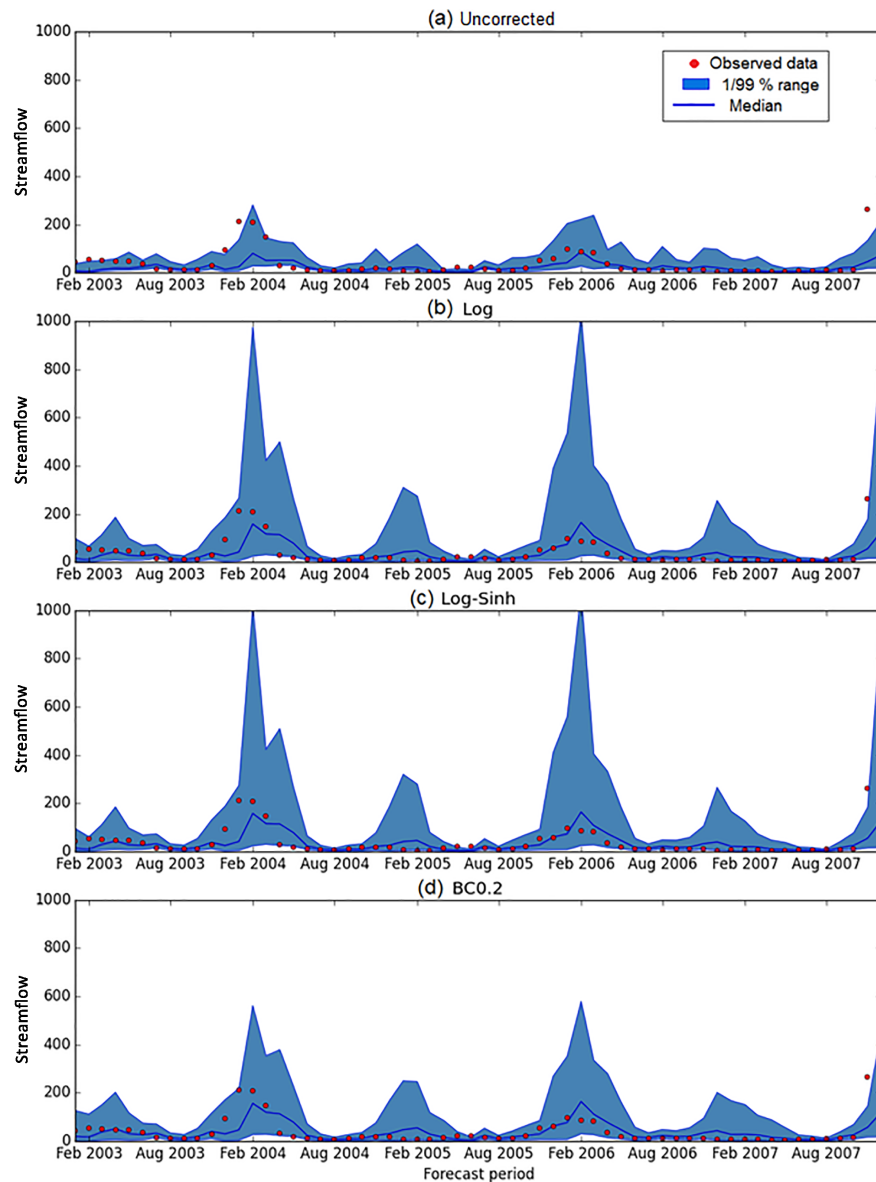 (a) Uncorrected
1000
800
600
400
200
0
Streamflow
Observed data
1/99 % range
Median
Feb 2003 Aug 2003 Feb 2004 Aug 2004 Feb 2005 Aug 2005 Feb 2006 Aug 2006 Feb 2007 Aug 2007
(b) Log
1000
800
600
400
200
0
Streamflow
Feb 2003 Aug 2003 Feb 2004 Aug 2004 Feb 2005 Aug 2005 Feb 2006 Aug 2006 Feb 2007 Aug 2007
(c) Log-Sinh
1000
800
600
400
200
0
Streamflow
Feb 2003 Aug 2003 Feb 2004 Aug 2004 Feb 2005 Aug 2005 Feb 2006 Aug 2006 Feb 2007 Aug 2007
(d) BC0.2
1000
800
600
400
200
0
Streamflow
Feb 2003 Aug 2003 Feb 2004 Aug 2004 Feb 2005 Aug 2005 Feb 2006 Aug 2006 Feb 2007 Aug 2007
Forecast period